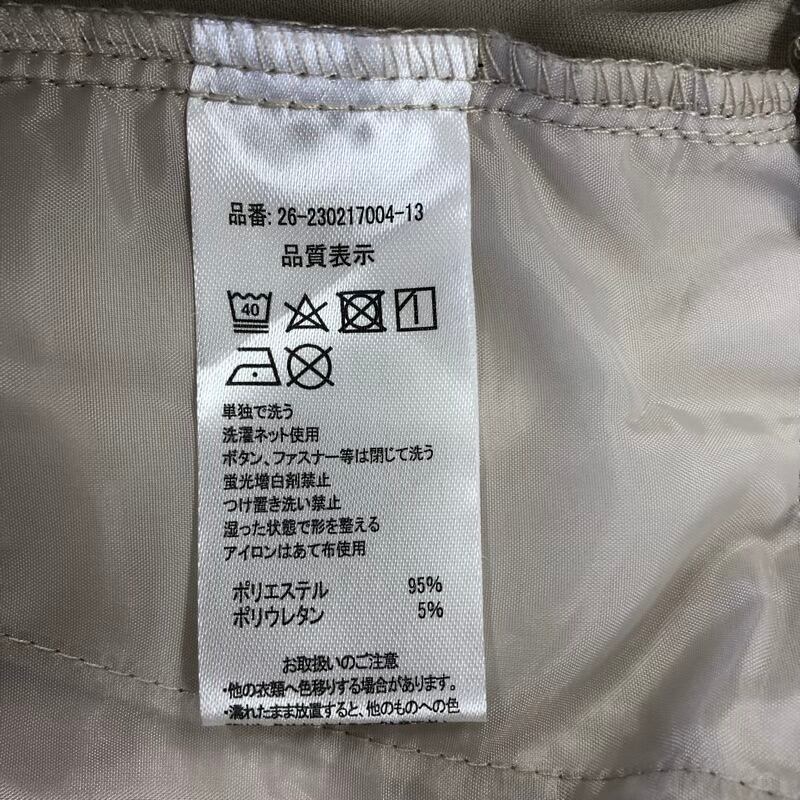 品番: 26-230217004-13
品質表示
40
単独で洗う
洗濯ネット使用
ボタン、ファスナー等は閉じて洗う
蛍光増白剤禁止
つけ置き洗い禁止
湿った状態で形を整える
アイロンはあて布使用
ポリエステル 95%
ポリウレタン 5%
お取扱いのご注意
・他の衣類へ色移りする場合があります。
・濡れたまま放置すると、他のものへの色